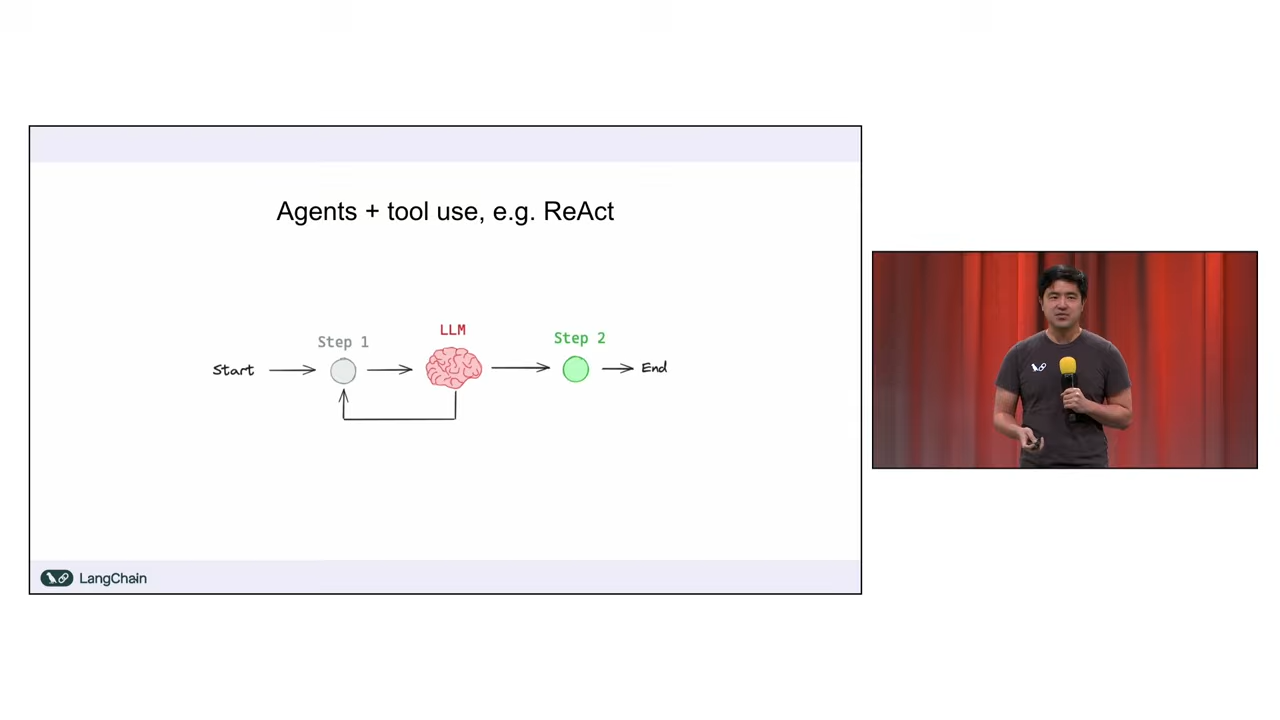 Agents + tool use, e.g. ReAct
LLM
Step 1
Step 2
Start
End
LangChain